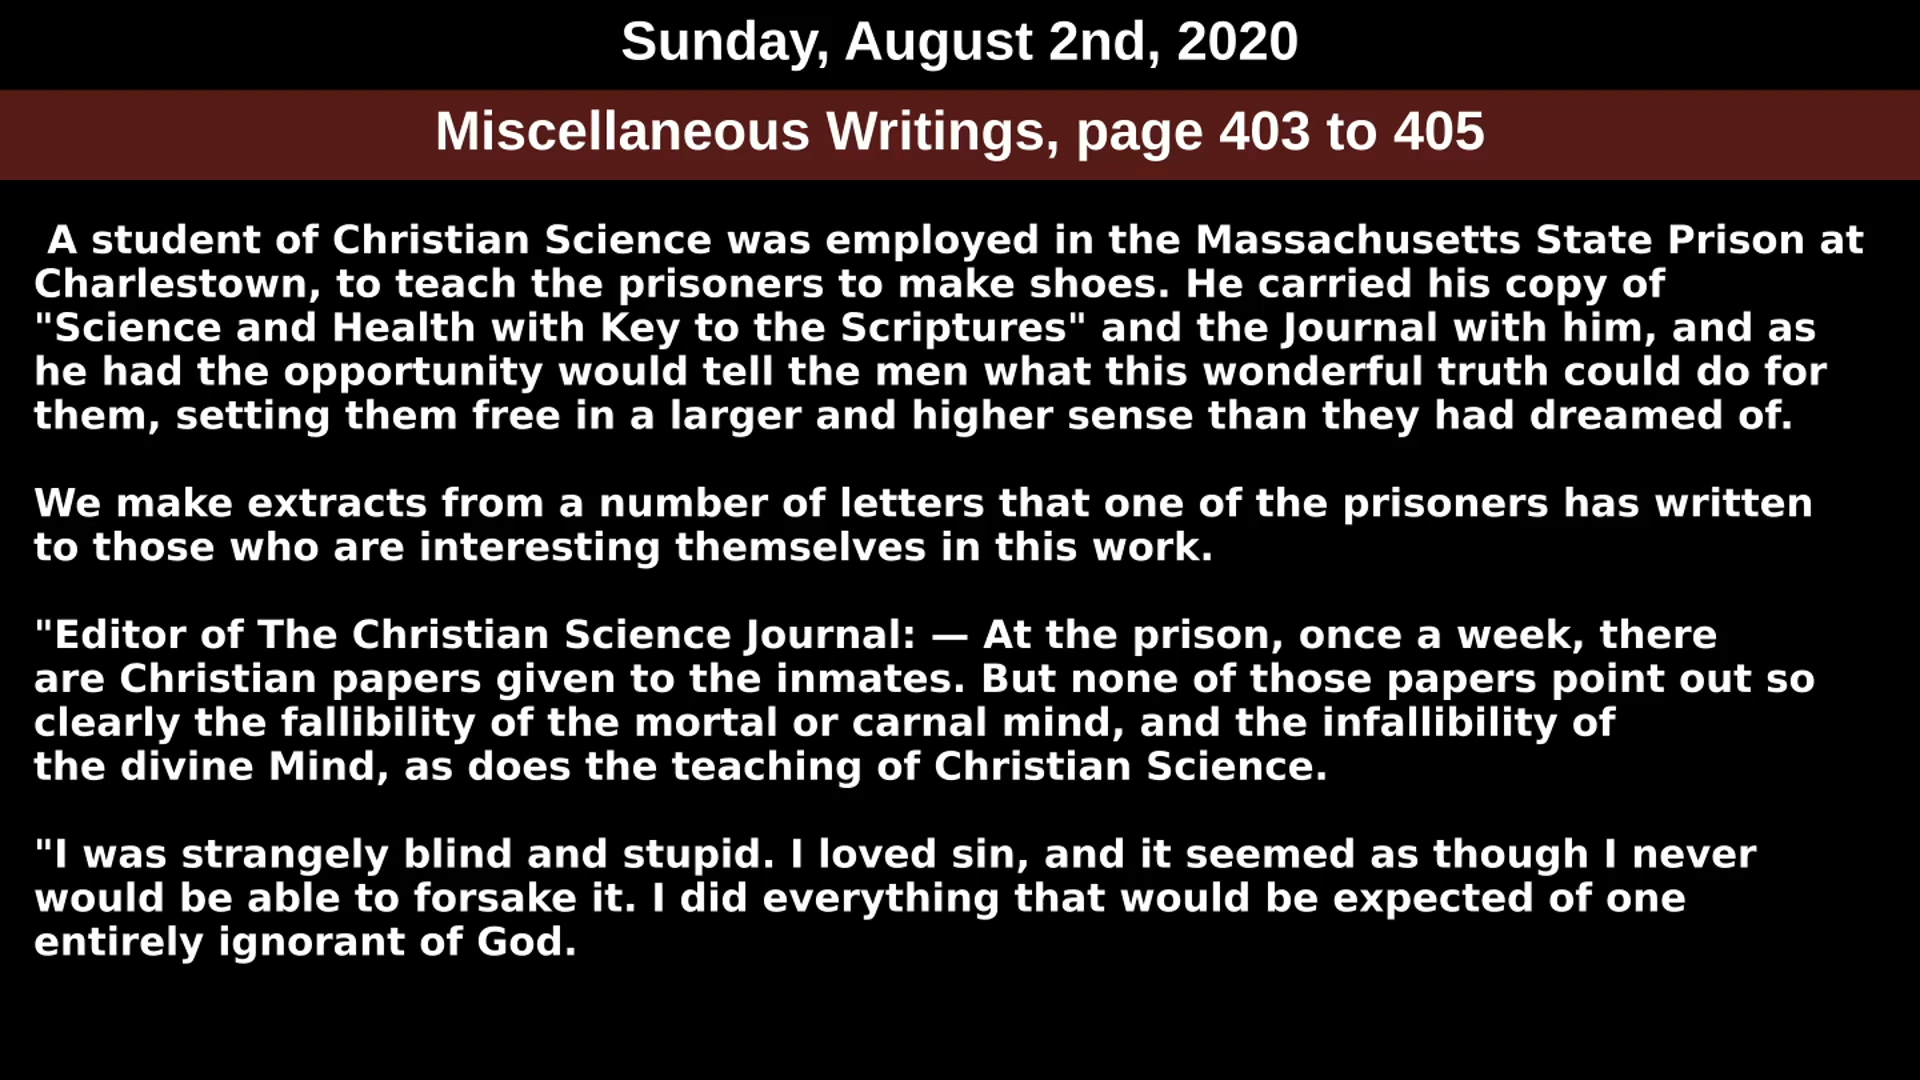 Sunday, August 2nd, 2020
Miscellaneous Writings, page 403 to 405
A student of Christian Science was employed in the Massachusetts State Prison at
Charlestown, to teach the prisoners to make shoes. He carried his copy of
"Science and Health with Key to the Scriptures" and the Journal with him, and as
he had the opportunity would tell the men what this wonderful truth could do for
them, setting them free in a larger and higher sense than they had dreamed of.
We make extracts from a number of letters that one of the prisoners has written
to those who are interesting themselves in this work.
"Editor of The Christian Science Journal: — At the prison, once a week, there
are Christian papers given to the inmates. But none of those papers point out so
clearly the fallibility of the mortal or carnal mind, and the infallibility of
the divine Mind, as does the teaching of Christian Science.
"I was strangely blind and stupid. I loved sin, and it seemed as though I never
would be able to forsake it. I did everything that would be expected of one
entirely ignorant of God.